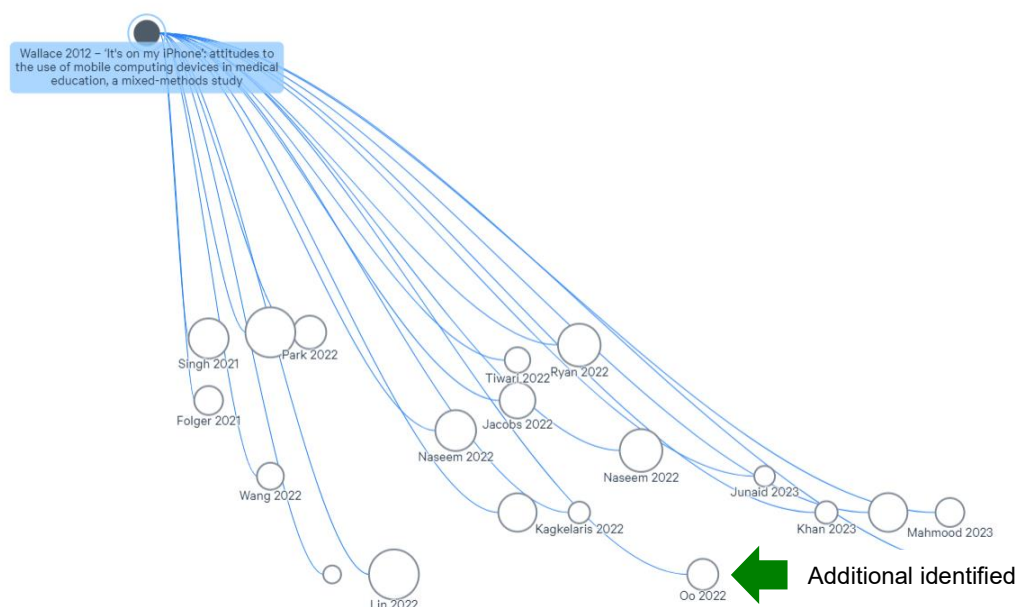 Wallace 2012 – 'It's on my iPhone': attitudes to
the use of mobile computing devices in medical
education, a mixed-methods study
Singh 2021
Park 2022
Tiwari 2022
Ryan 2022
Folger 2021
Jacobs 2022
Naseem 2022
Naseem 2022
Wang 2022
Junaid 2023
Kagkelaris 2022
Khan 2023
Mahmood 2023
Additional identified
Oo 2022
Lin 2022